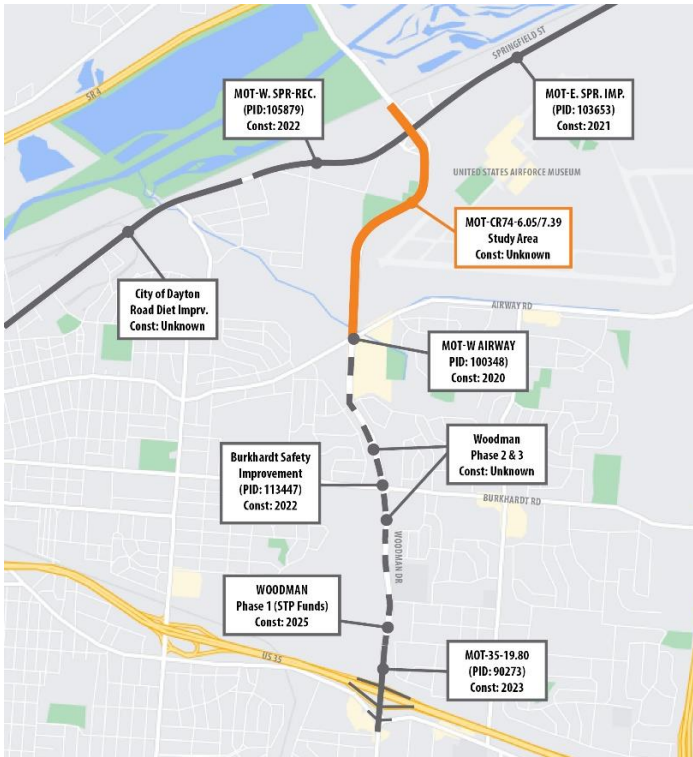 SPRINGFIELD ST
SR 4
MOT-W. SPR-REC.
(PID:105879)
Const: 2022
MOT-E. SPR. IMP.
(PID: 103653)
Const: 2021
UNITED STATES AIRFORCE MUSEUM
MOT-CR74-6.05/7.39
Study Area
Const: Unknown
City of Dayton
Road Diet Imprv.
Const: Unknown
AIRWAY RD
MOT-W AIRWAY
PID: 100348)
Const: 2020
Woodman
Phase 2 & 3
Const: Unknown
Burkhardt Safety
Improvement
(PID: 113447)
Const: 2022
BURKHARDT RD
WOODMAN DR
WOODMAN
Phase 1 (STP Funds)
Const: 2025
US 35
MOT-35-19.80
(PID: 90273)
Const: 2023